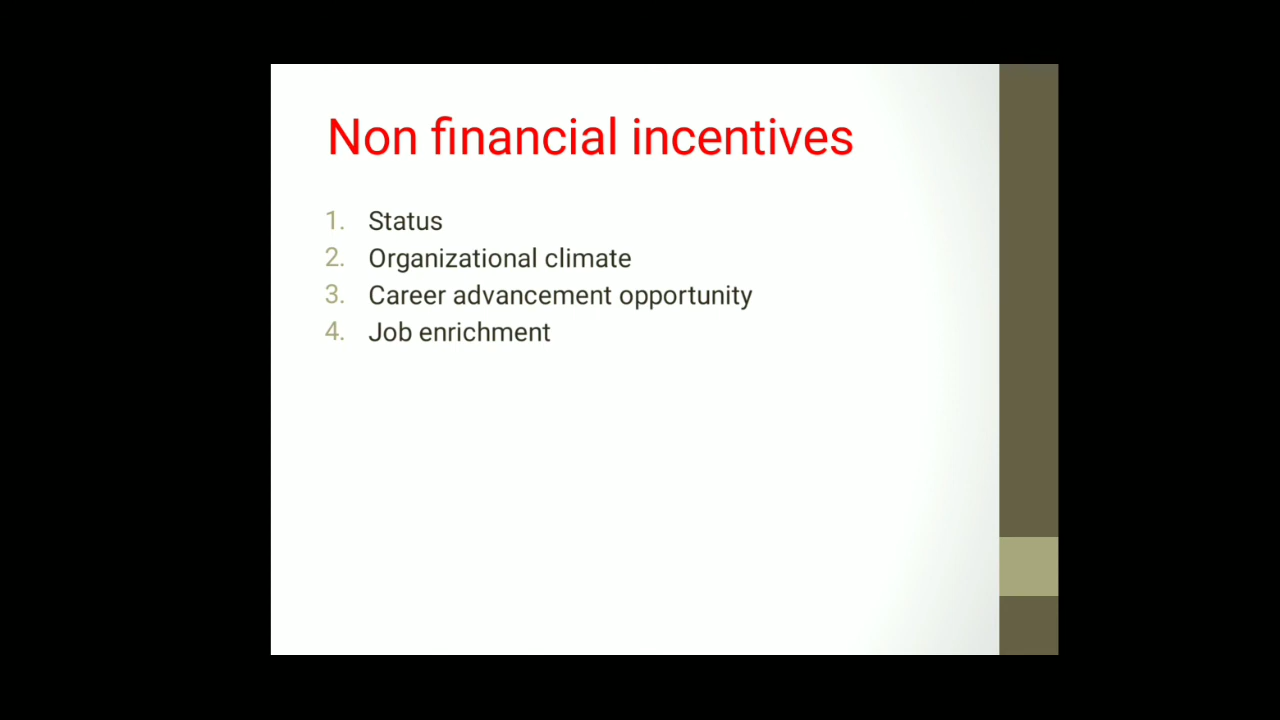 Non financial incentives
1. Status
2. Organizational climate
3. Career advancement opportunity
4. Job enrichment